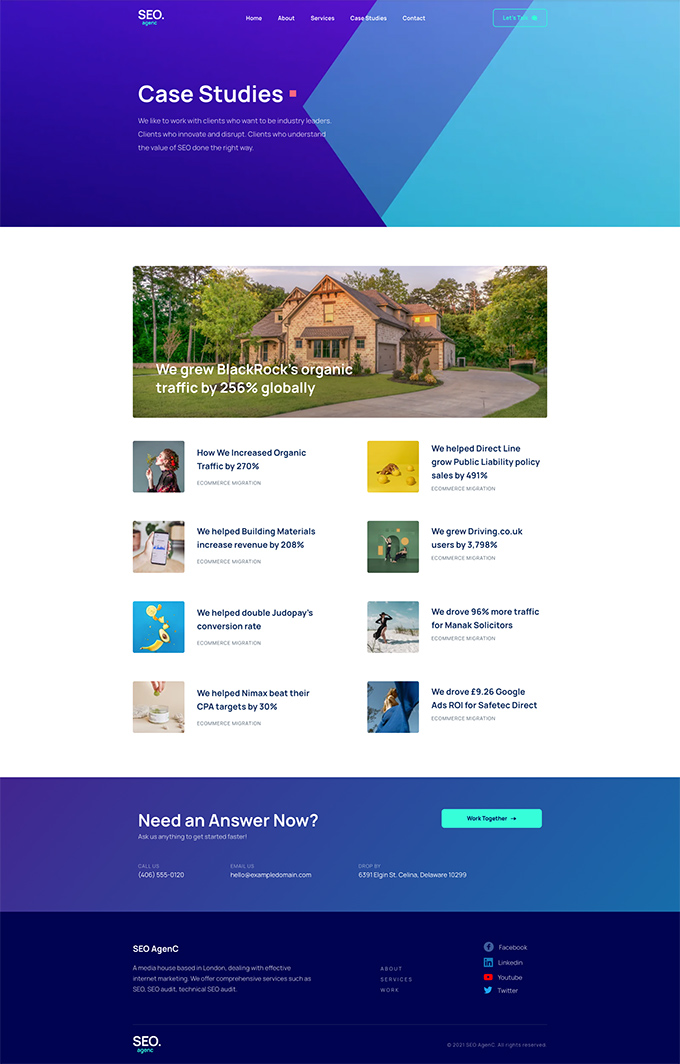 SEO.
agenc
Home
About
Services
Case Studies
Contact
Let's Talk
Case Studies
We like to work with clients who want to be industry leaders.
Clients who innovate and disrupt. Clients who understand
the value of SEO done the right way.
We grew BlackRock's organic
traffic by 256% globally
How We Increased Organic
Traffic by 270%
ECOMMERCE MIGRATION
We helped Direct Line
grow Public Liability policy
sales by 491%
ECOMMERCE MIGRATION
We helped Building Materials
increase revenue by 208%
ECOMMERCE MIGRATION
We grew Driving.co.uk
users by 3,798%
ECOMMERCE MIGRATION
We helped double Judopay's
conversion rate
ECOMMERCE MIGRATION
We drove 96% more traffic
for Manak Solicitors
ECOMMERCE MIGRATION
We helped Nimax beat their
CPA targets by 30%
ECOMMERCE MIGRATION
We drove £9.26 Google
Ads ROI for Safetec Direct
ECOMMERCE MIGRATION
Need an Answer Now?
Ask us anything to get started faster!
Work Together
CALL US
(406) 555-0120
EMAIL US
hello@exampledomain.com
DROP BY
6391 Elgin St. Celina, Delaware 10299
SEO AgenC
A media house based in London, dealing with effective
internet marketing. We offer comprehensive services such as
SEO, SEO audit, technical SEO audit.
ABOUT
SERVICES
WORK
Facebook
Linkedin
Youtube
Twitter
SEO.
agenc
© 2021 SEO AgenC. All rights reserved.